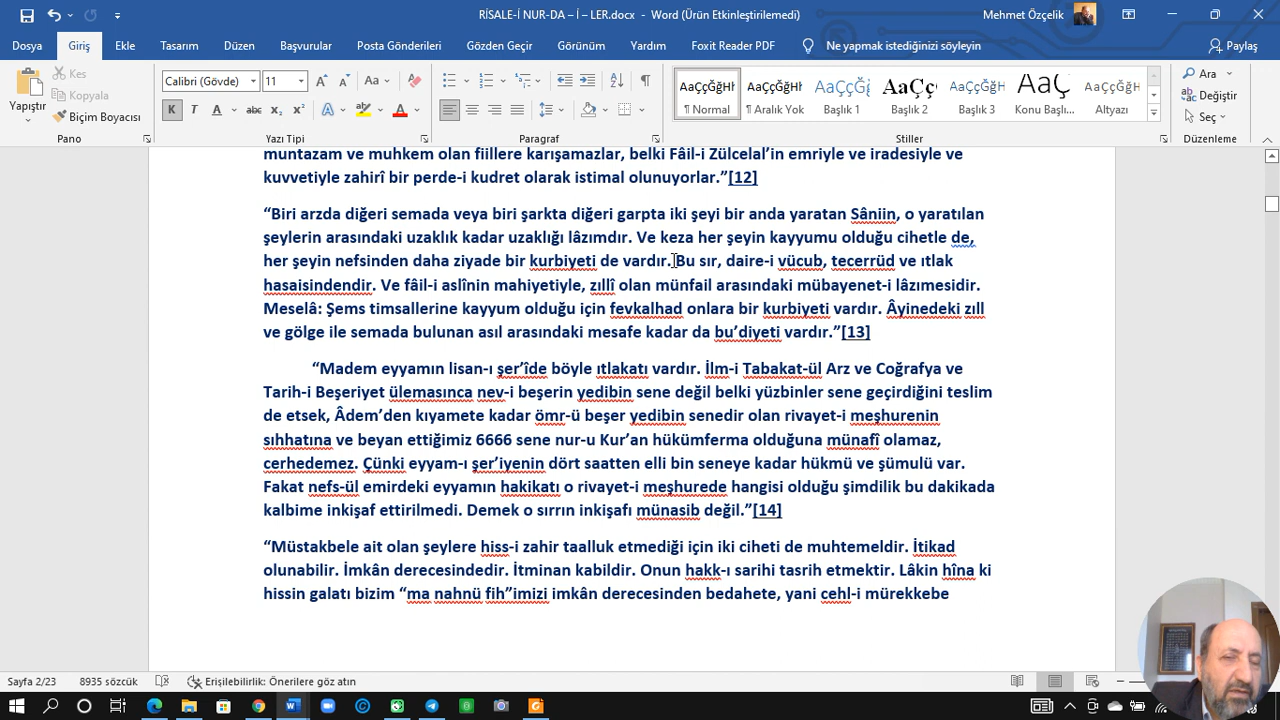 RİSALE-İ NUR-DA – İ – LER.docx - Word (Ürün Etkinleştirilemedi)
Mehmet Özçelik
Dosya Giriş Ekle Tasarım Düzen Başvurular Posta Gönderileri Gözden Geçir Görünüm Yardım Foxit Reader PDF Ne yapmak istediğinizi söyleyin Paylaş
Yapıştır
Kes
Kopyala
Biçim Boyacısı
Calibri (Gövde) 11
AaÇçĞğHł AaÇçĞğHł AaÇçĞğ AaÇç AaÇçĞğH AaÇ AaÇçĞğH
¶ Normal ¶ Aralık Yok Başlık 1 Başlık 2 Başlık 3 Konu Başlı... Altyazı
Ara
Değiştir
Seç
Pano Yazı Tipi Paragraf Stiller Düzenleme
muntazam ve muhkem olan fiillere karışamazlar, belki Fâil-i Zülcelal’in emriyle ve iradesiyle ve
kuvvetiyle zahirî bir perde-i kudret olarak istimal olunuyorlar.”[12]
“Biri arzda diğeri semada veya biri şarkta diğeri garpta iki şeyi bir anda yaratan Sâniin, o yaratılan
şeylerin arasındaki uzaklık kadar uzaklığı lâzımdır. Ve keza her şeyin kayyumu olduğu cihetle de,
her şeyin nefsinden daha ziyade bir kurbiyeti de vardır. Bu sır, daire-i vücub, tecerrüd ve ıtlak
hasaisindendir. Ve fâil-i aslînin mahiyetiyle, zıllî olan münfail arasındaki mübayenet-i lâzımesidir.
Meselâ: Şems timsallerine kayyum olduğu için fevkalhad onlara bir kurbiyeti vardır. Âyinedeki zıll
ve gölge ile semada bulunan asıl arasındaki mesafe kadar da bu’diyeti vardır.”[13]
“Madem eyyamın lisan-ı şer’îde böyle ıtlakatı vardır. İlm-i Tabakat-ül Arz ve Coğrafya ve
Tarih-i Beşeriyet ülemasınca nev-i beşerin yedibin sene değil belki yüzbinler sene geçirdiğini teslim
de etsek, Âdem’den kıyamete kadar ömr-ü beşer yedibin senedir olan rivayet-i meşhurenin
sıhhatına ve beyan ettiğimiz 6666 sene nur-u Kur’an hükümferma olduğuna münafî olamaz,
cerhedemez. Çünki eyyam-ı şer’iyenin dört saatten elli bin seneye kadar hükmü ve şümulü var.
Fakat nefs-ül emirdeki eyyamın hakikatı o rivayet-i meşhurede hangisi olduğu şimdilik bu dakikada
kalbime inkişaf ettirilmedi. Demek o sırrın inkişafı münasib değil.”[14]
“Müstakbele ait olan şeylere hiss-i zahir taalluk etmediği için iki ciheti de muhtemeldir. İtikad
olunabilir. İmkân derecesindedir. İtminan kabildir. Onun hakk-ı sarihi tasrih etmektir. Lâkin hîna ki
hissin galatı bizim “ma nahnü fih”imizi imkân derecesinden bedahete, yani cehl-i mürekkebe
Sayfa 2/23 8935 sözcük Erişilebilirlik: Önerilere göz atın